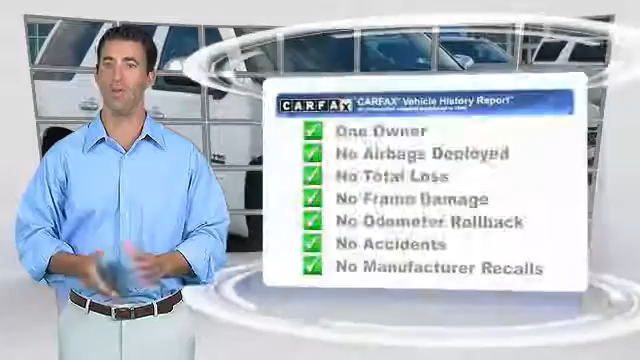 CARFAX CARFAX Vehicle History Report™
One Owner
No Airbags Deployed
No Total Loss
No Frame Damage
No Odometer Rollback
No Accidents
No Manufacturer Recalls